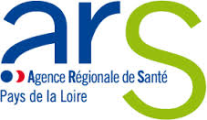 ars
Agence Régionale de Santé
Pays de la Loire